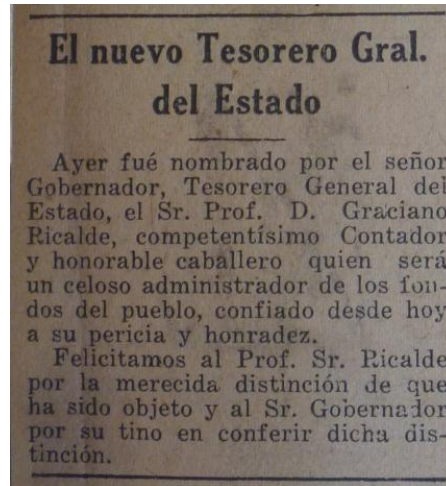 El nuevo Tesorero Gral.
del Estado
Ayer fué nombrado por el señor
Gobernador, Tesorero General del
Estado, el Sr. Prof. D. Graciano
Ricalde, competentísimo Contador
y honorable caballero quien será
un celoso administrador de los fon-
dos del pueblo, confiado desde hoy
a su pericia y honradez.
Felicitamos al Prof. Sr. Ricalde
por la merecida distinción de que
ha sido objeto y al Sr. Gobernador
por su tino en conferir dicha dis-
tinción.